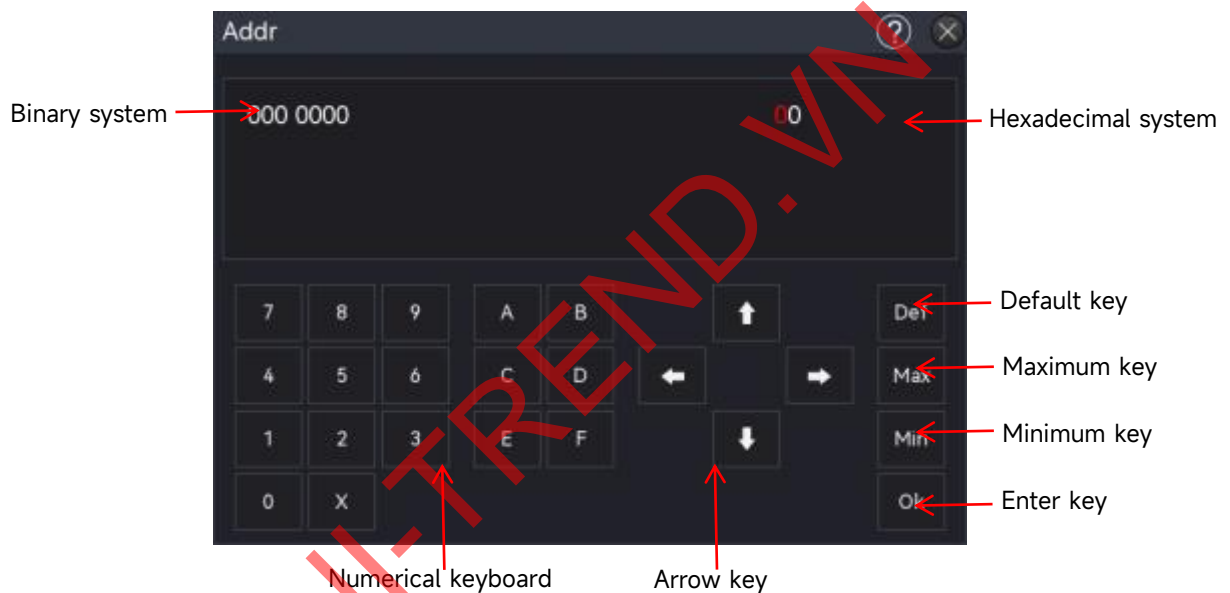 Addr
?
Binary system
000 0000
00
Hexadecimal system
7 8 9 A B Def
Default key
4 5 6 C D Max
Maximum key
1 2 3 E F Min
Minimum key
0 X Ok
Enter key
Numerical keyboard
Arrow key
I-TREND.VN